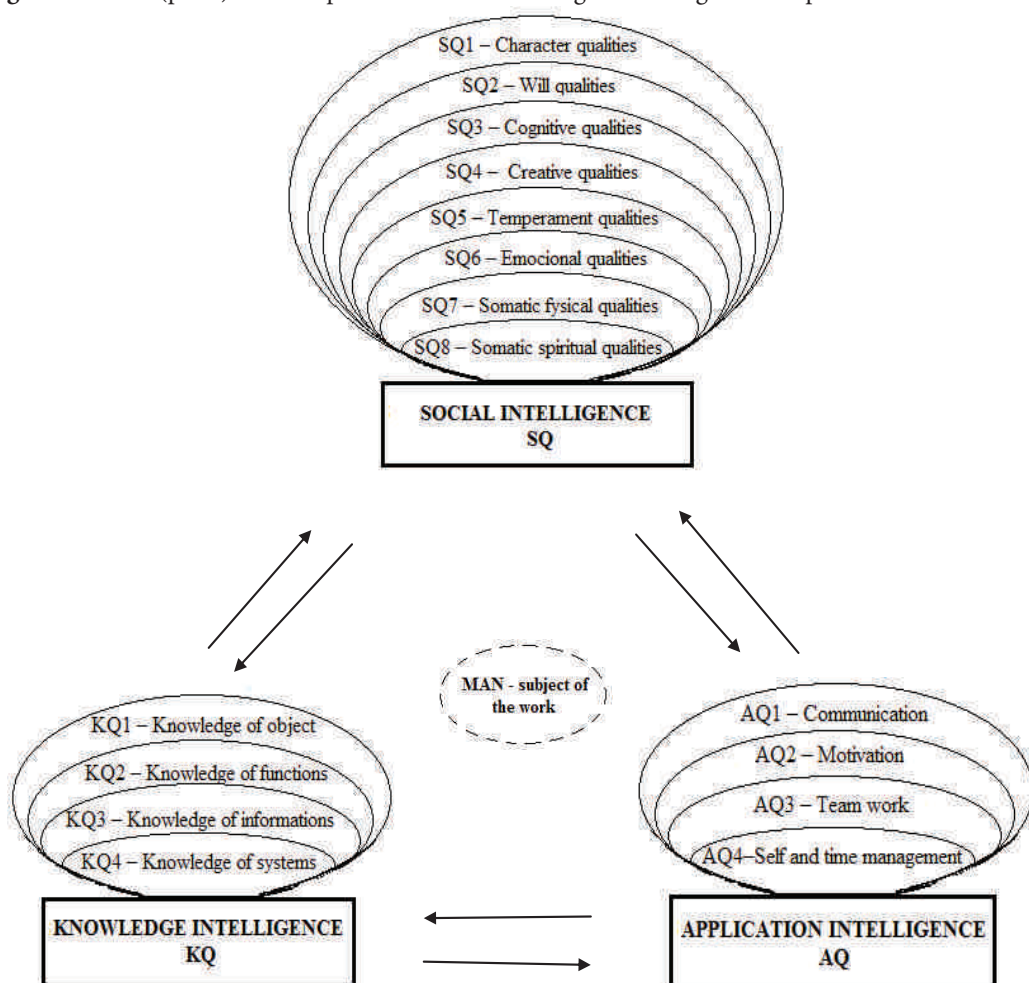 SQ1 – Character qualities
SQ2 – Will qualities
SQ3 – Cognitive qualities
SQ4 – Creative qualities
SQ5 – Temperament qualities
SQ6 – Emocional qualities
SQ7 – Somatic fysical qualities
SQ8 – Somatic spiritual qualities
SOCIAL INTELLIGENCE
SQ
MAN - subject of
the work
KQ1 – Knowledge of object
KQ2 – Knowledge of functions
KQ3 – Knowledge of informations
KQ4 – Knowledge of systems
KNOWLEDGE INTELLIGENCE
KQ
AQ1 – Communication
AQ2 – Motivation
AQ3 – Team work
AQ4–Self and time management
APPLICATION INTELLIGENCE
AQ